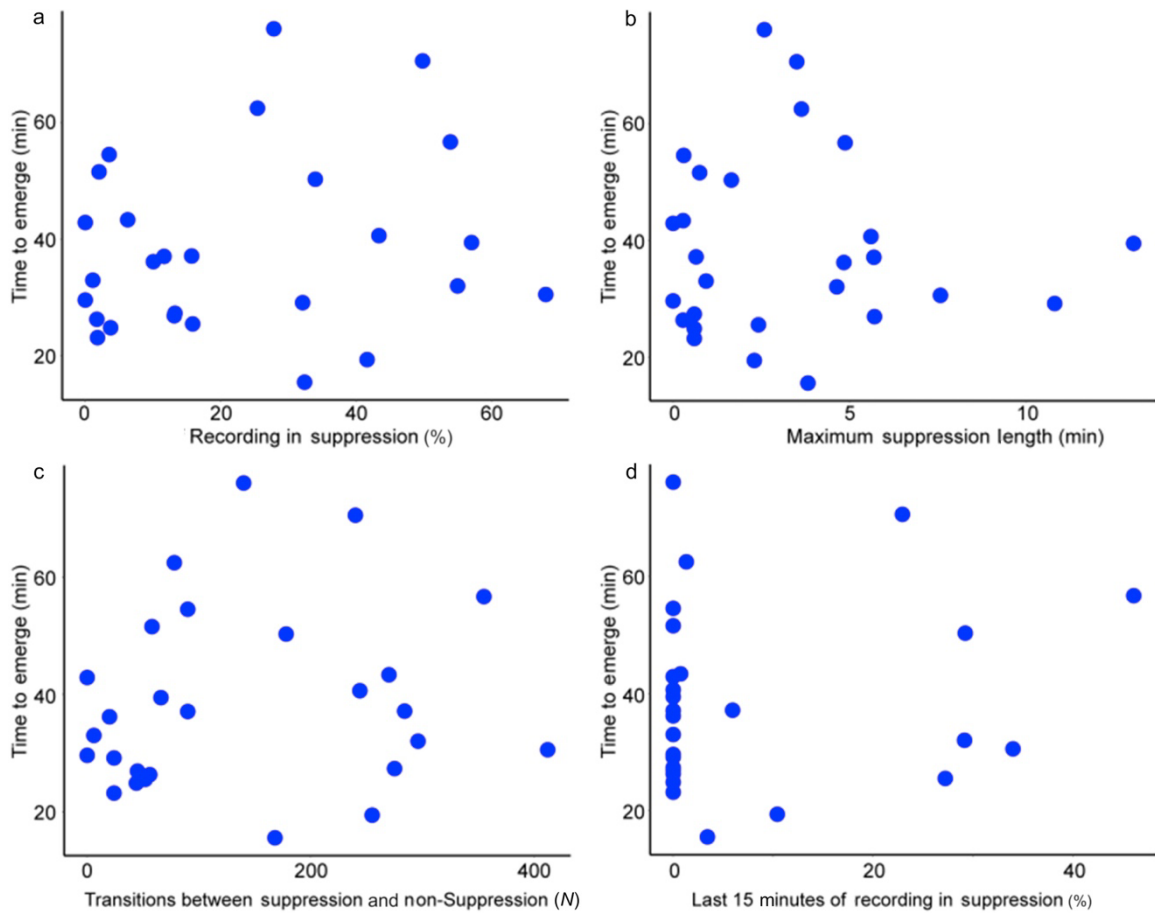 a
Time to emerge (min)
60
40
20
0 20 40 60
Recording in suppression (%)
b
Time to emerge (min)
60
40
20
0 5 10
Maximum suppression length (min)
c
Time to emerge (min)
60
40
20
0 200 400
Transitions between suppression and non-Suppression (N)
d
Time to emerge (min)
60
40
20
0 20 40
Last 15 minutes of recording in suppression (%)